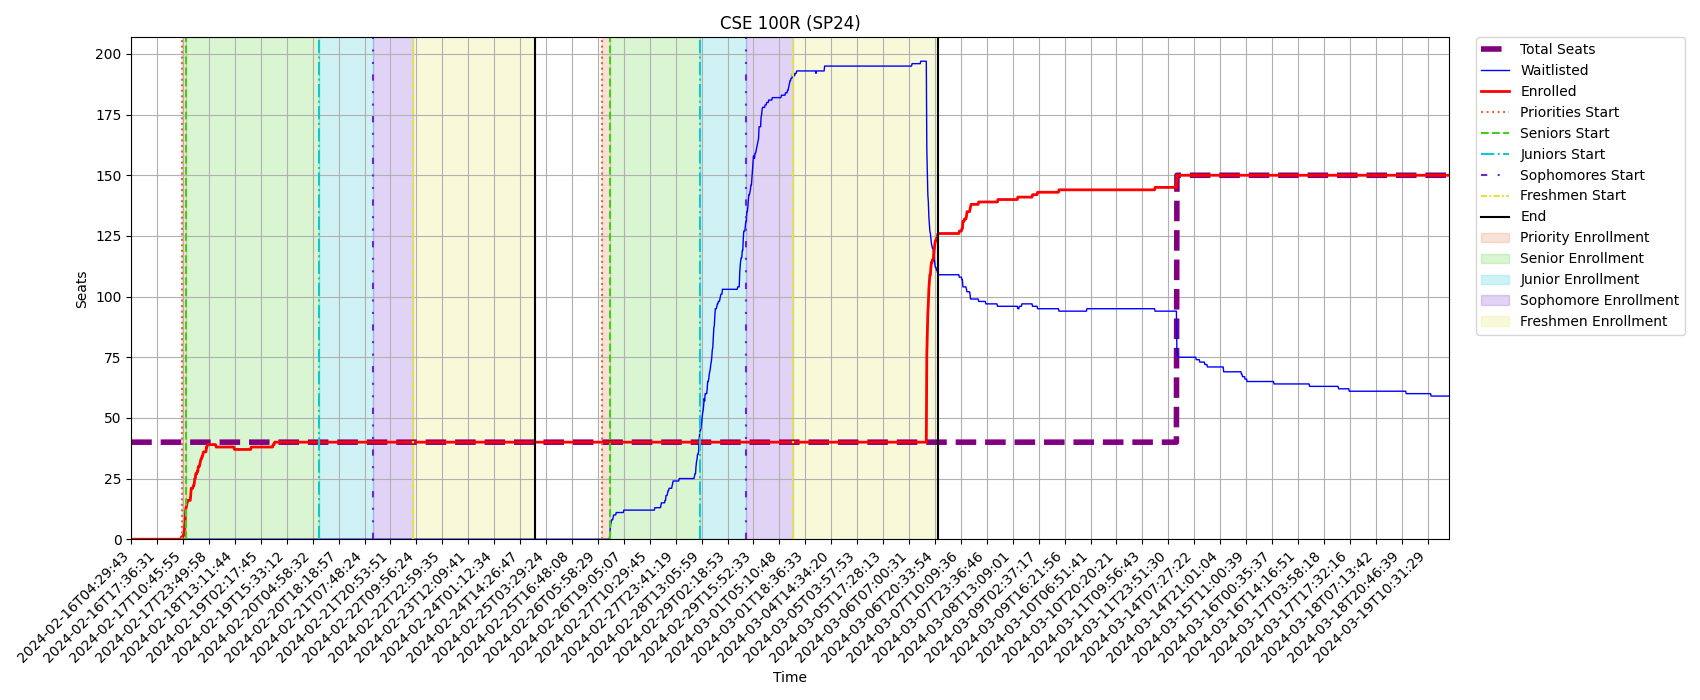 CSE 100R (SP24)
200
175
150
125
100
75
50
25
0
Seats
2024-02-16T04:29:43
2024-02-16T17:36:31
2024-02-17T10:45:55
2024-02-17T23:49:58
2024-02-18T13:11:44
2024-02-19T02:17:45
2024-02-19T15:33:12
2024-02-20T04:58:32
2024-02-20T18:18:57
2024-02-21T07:48:24
2024-02-21T20:53:51
2024-02-22T09:56:24
2024-02-22T22:59:35
2024-02-23T12:09:41
2024-02-24T01:12:34
2024-02-24T14:26:47
2024-02-25T03:29:24
2024-02-25T16:48:08
2024-02-26T05:58:29
2024-02-26T19:05:07
2024-02-27T10:29:45
2024-02-27T23:41:19
2024-02-28T13:05:59
2024-02-29T02:18:53
2024-02-29T15:52:33
2024-03-01T05:10:48
2024-03-01T18:36:33
2024-03-04T14:34:20
2024-03-05T03:57:53
2024-03-05T17:28:13
2024-03-06T07:00:31
2024-03-06T20:33:54
2024-03-07T10:09:36
2024-03-07T23:36:46
2024-03-08T13:09:01
2024-03-09T02:37:17
2024-03-09T16:21:56
2024-03-10T06:51:41
2024-03-10T20:20:21
2024-03-11T09:56:43
2024-03-11T23:51:30
2024-03-14T07:27:22
2024-03-14T21:01:04
2024-03-15T11:00:39
2024-03-16T00:35:37
2024-03-16T14:16:51
2024-03-17T03:58:18
2024-03-17T17:32:16
2024-03-18T07:13:42
2024-03-18T20:46:39
2024-03-19T10:31:29
Time
Total Seats
Waitlisted
Enrolled
Priorities Start
Seniors Start
Juniors Start
Sophomores Start
Freshmen Start
End
Priority Enrollment
Senior Enrollment
Junior Enrollment
Sophomore Enrollment
Freshmen Enrollment